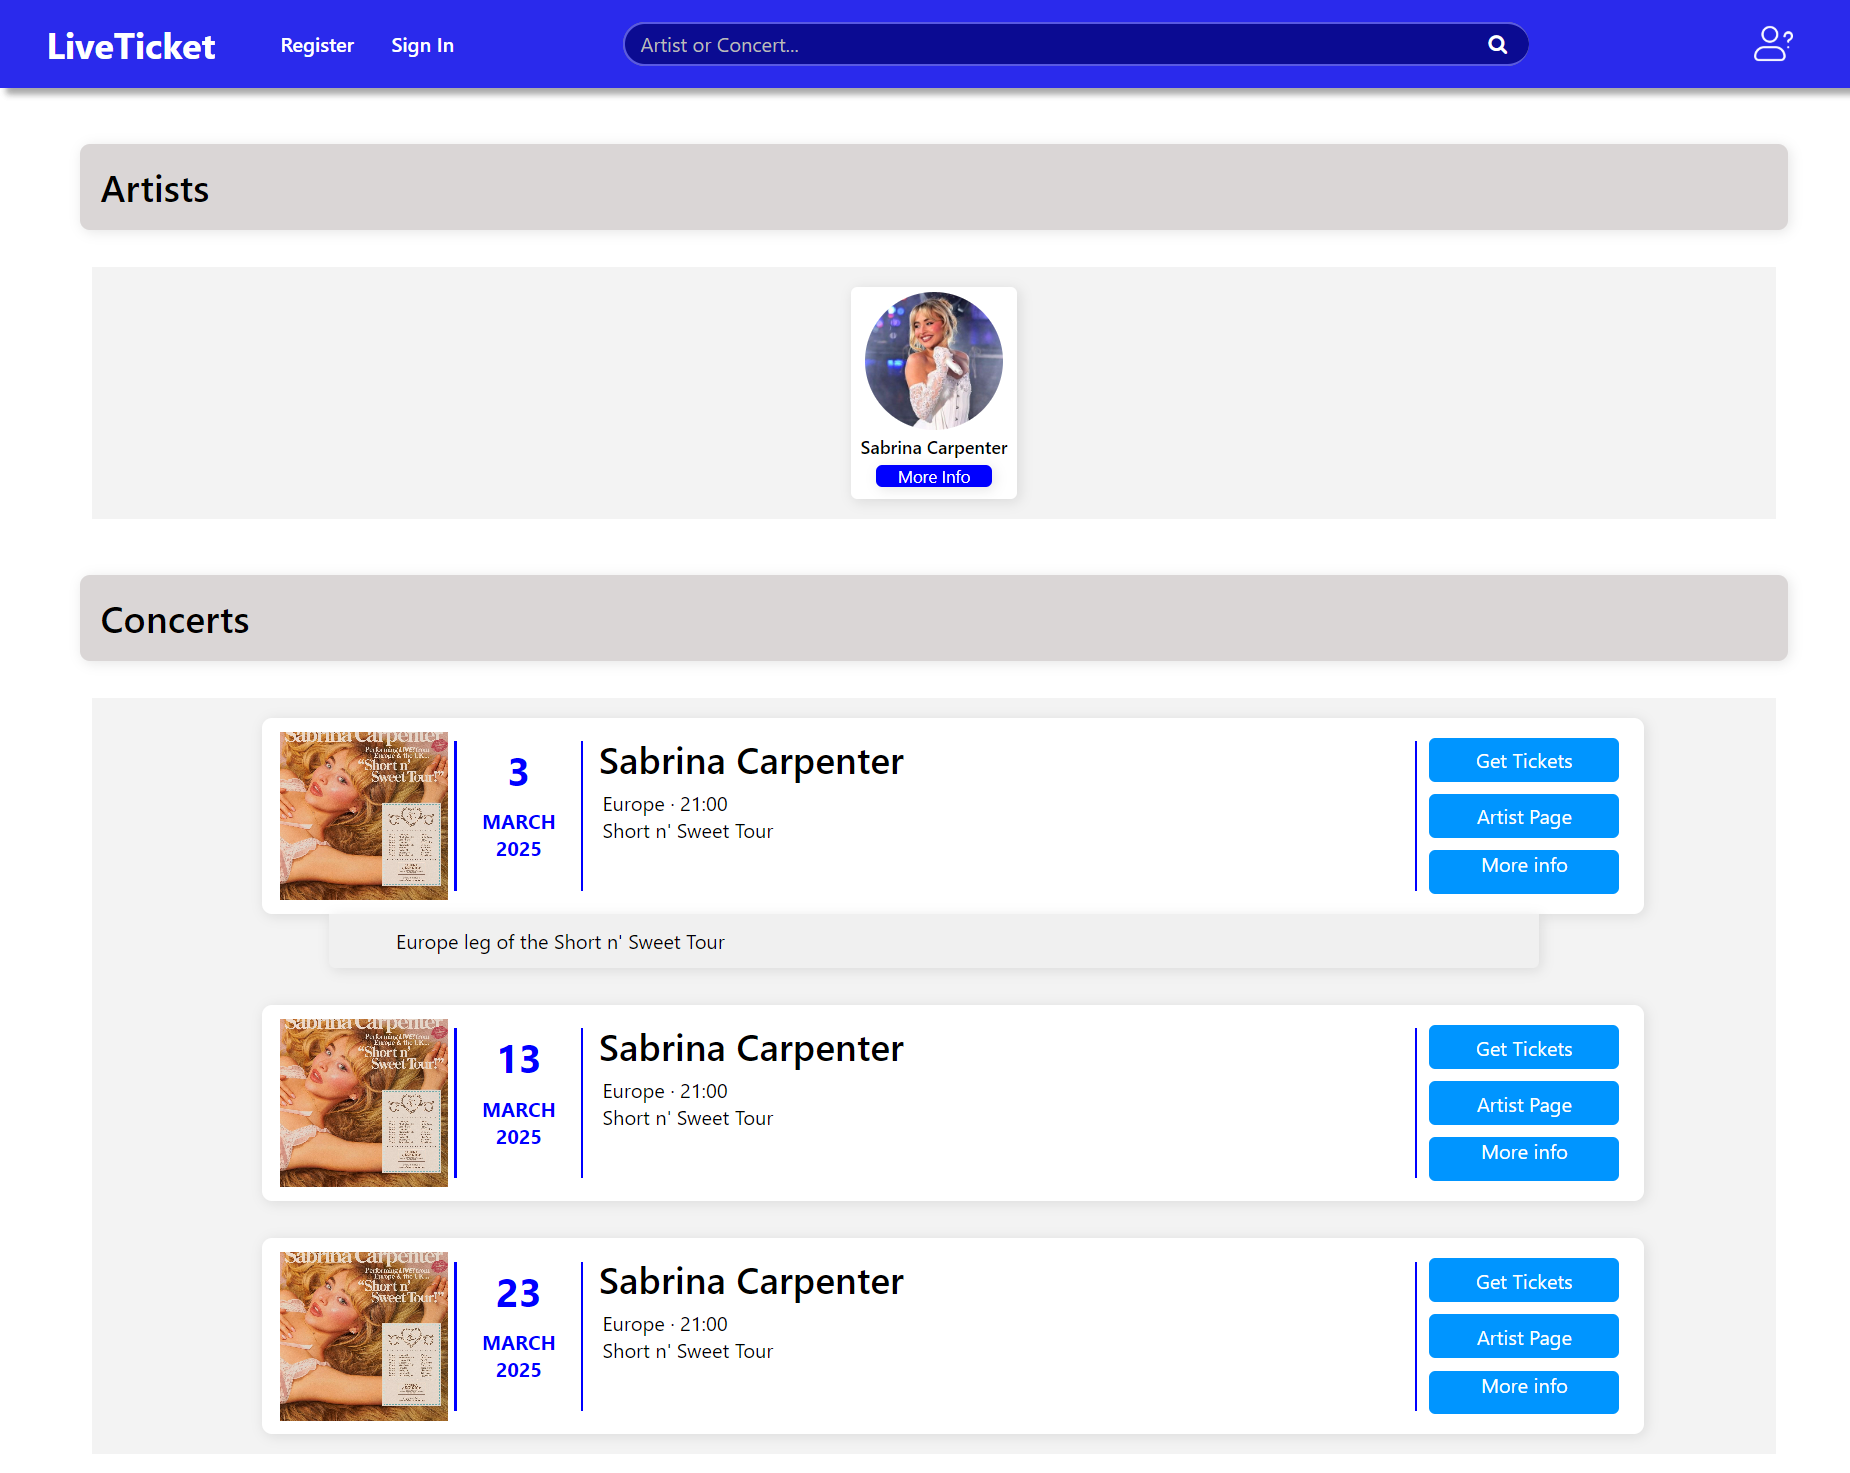 LiveTicket Register Sign In Artist or Concert...
Artists
Sabrina Carpenter
More Info
Concerts
Sabrina Carpenter
Performing LIVE! from
Europe & the U.K...
"Short n'
Sweet Tour!"
3
MARCH
2025
Sabrina Carpenter
Europe · 21:00
Short n' Sweet Tour
Get Tickets
Artist Page
More info
Europe leg of the Short n' Sweet Tour
Sabrina Carpenter
Performing LIVE! from
Europe & the U.K...
"Short n'
Sweet Tour!"
13
MARCH
2025
Sabrina Carpenter
Europe · 21:00
Short n' Sweet Tour
Get Tickets
Artist Page
More info
Sabrina Carpenter
Performing LIVE! from
Europe & the U.K...
"Short n'
Sweet Tour!"
23
MARCH
2025
Sabrina Carpenter
Europe · 21:00
Short n' Sweet Tour
Get Tickets
Artist Page
More info